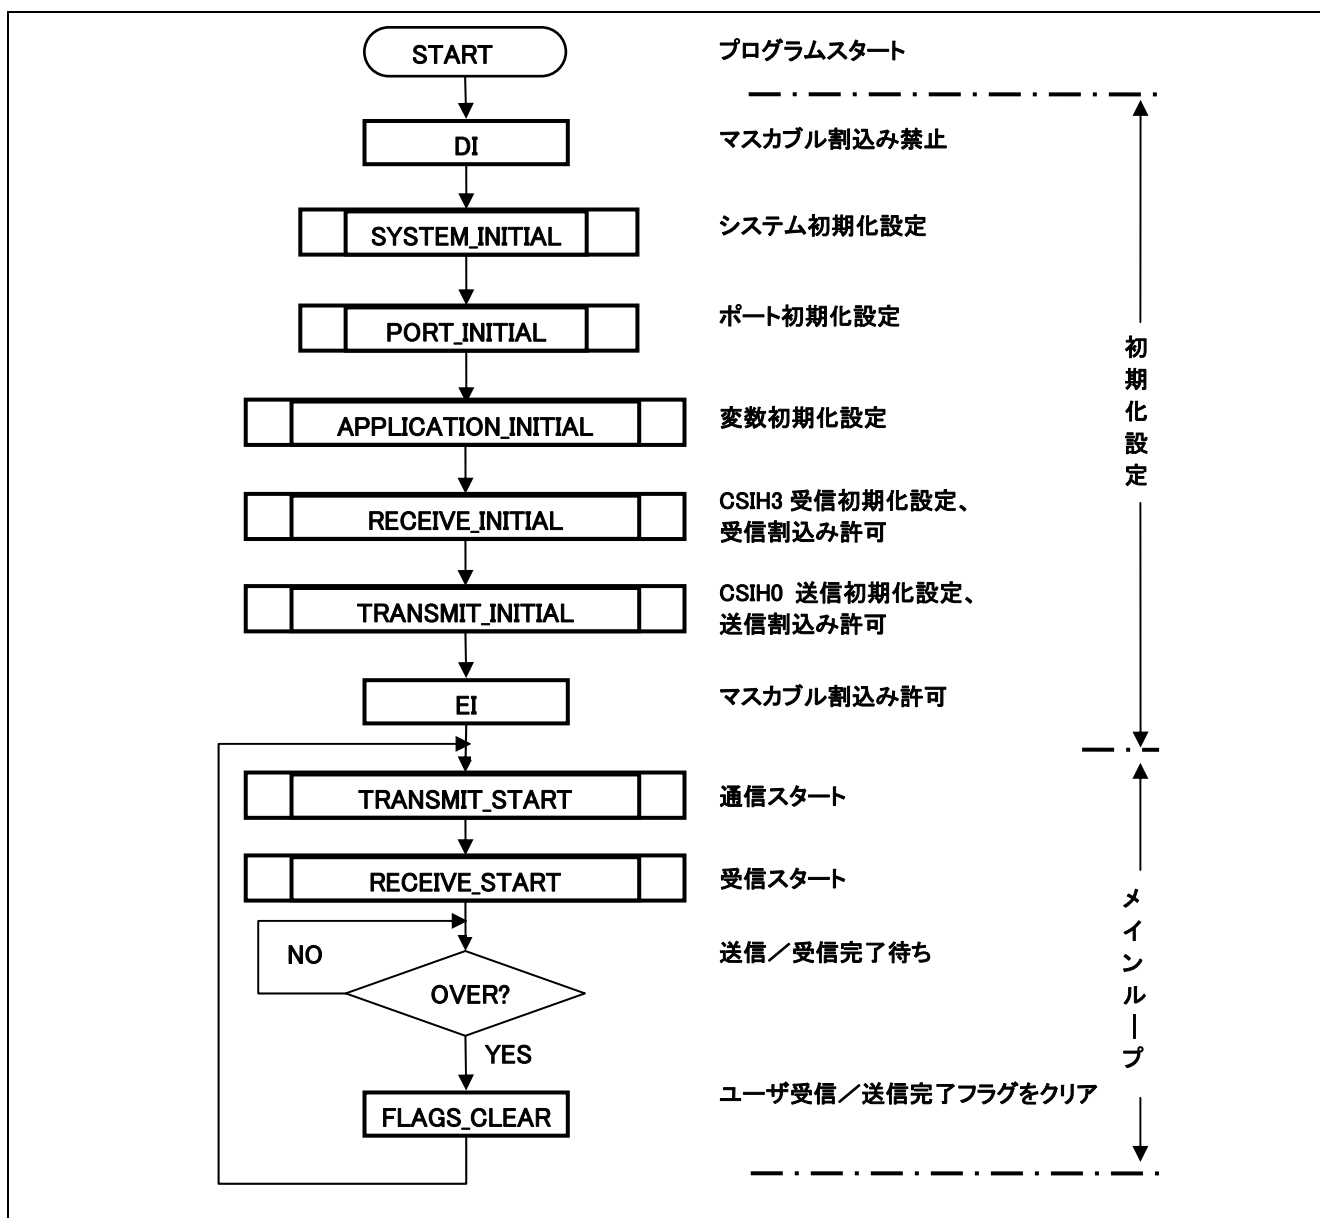 START
プログラムスタート
DI
マスカブル割込み禁止
SYSTEM_INITIAL
システム初期化設定
PORT_INITIAL
ポート初期化設定
APPLICATION_INITIAL
変数初期化設定
RECEIVE_INITIAL
CSIH3 受信初期化設定、
受信割込み許可
TRANSMIT_INITIAL
CSIH0 送信初期化設定、
送信割込み許可
EI
マスカブル割込み許可
初期化設定
TRANSMIT_START
通信スタート
RECEIVE_START
受信スタート
NO
OVER?
送信／受信完了待ち
YES
FLAGS_CLEAR
ユーザ受信／送信完了フラグをクリア
メインループ